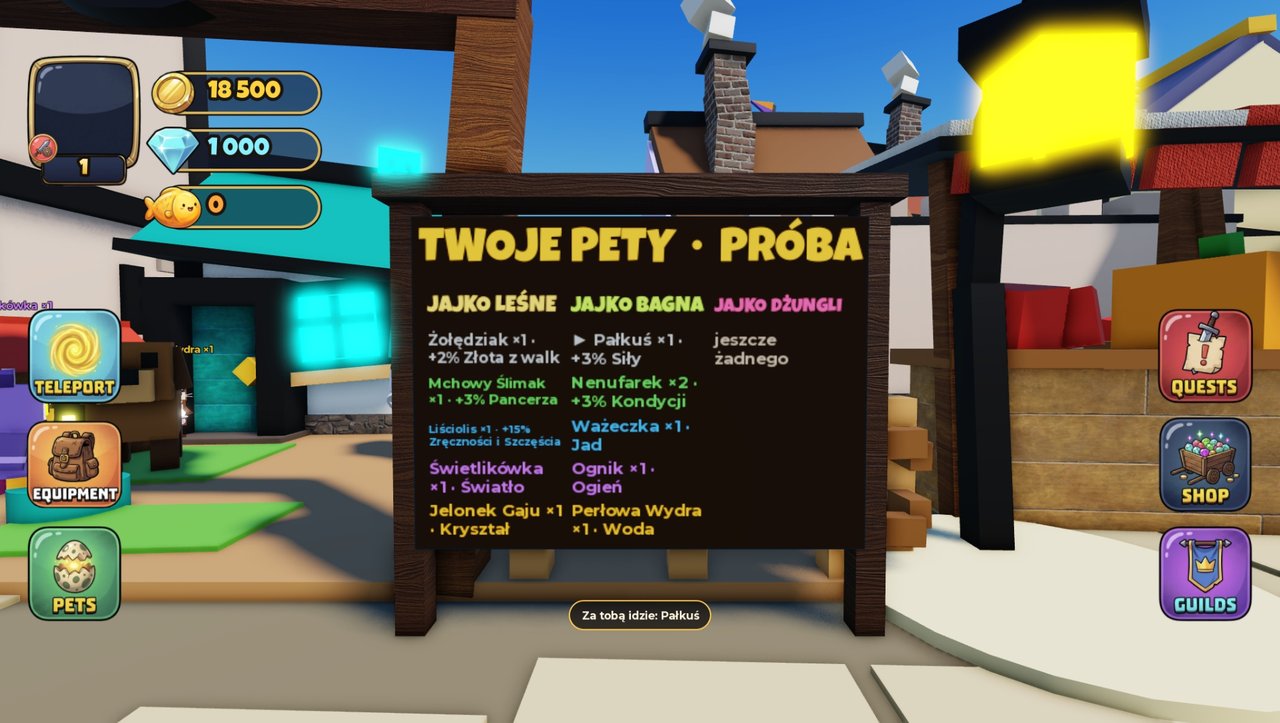 18 500
1 000
1
0
TWOJE PETY · PRÓBA
JAJKO LEŚNE
Żołędziak ×1 ·
+2% Złota z walk
Mchowy Ślimak
×1 · +3% Pancerza
Liściolis ×1 · +15%
Zręczności i Szczęścia
Świetlikówka
×1 · Światło
Jelonek Gaju ×1
· Kryształ
JAJKO BAGNA
► Pałkuś ×1 ·
+3% Siły
Nenufarek ×2 ·
+3% Kondycji
Ważeczka ×1 ·
Jad
Ognik ×1 ·
Ogień
Perłowa Wydra
×1 · Woda
JAJKO DŻUNGLI
jeszcze
żadnego
×1
×1
TELEPORT
EQUIPMENT
PETS
QUESTS
SHOP
GUILDS
Za tobą idzie: Pałkuś